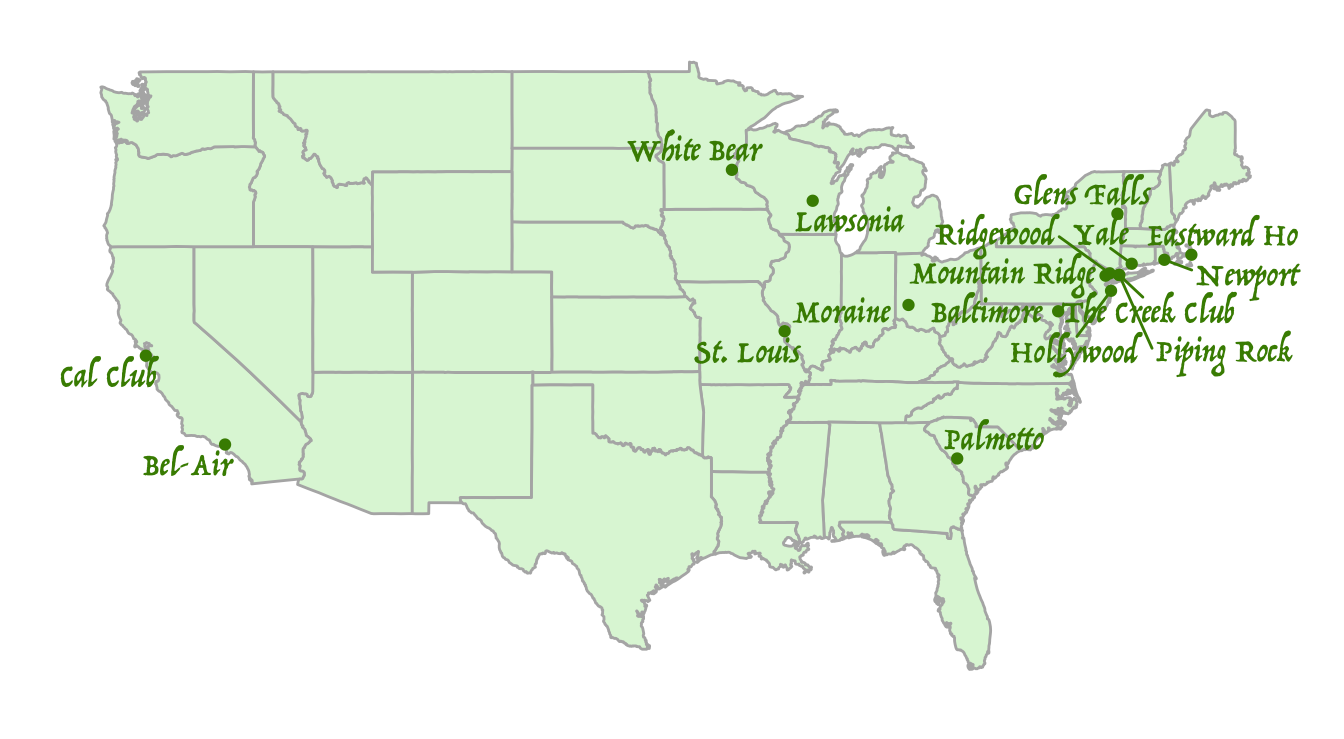 White Bear
Glens Falls
Lawsonia
Ridgewood
Yale
Eastward Ho
Mountain Ridge
Newport
Moraine
Baltimore
The Creek Club
St. Louis
Hollywood
Piping Rock
Cal Club
Palmetto
Bel-Air